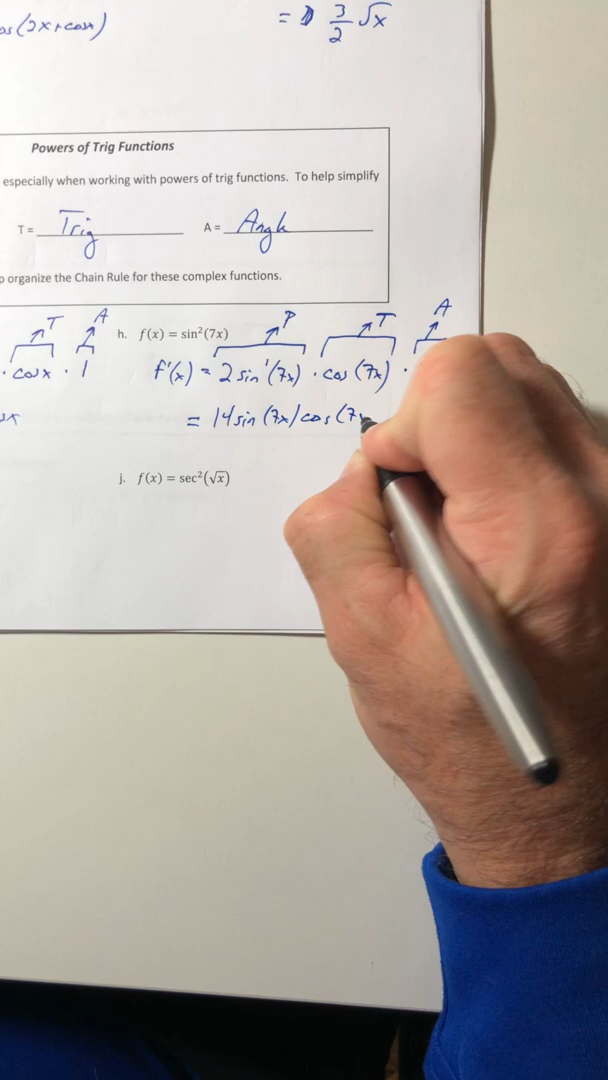 os(2x+cosx)
= 3/2 √x
Powers of Trig Functions
especially when working with powers of trig functions. To help simplify
T = Trig A = Angle
p organize the Chain Rule for these complex functions.
T A P T A
h. f(x) = sin²(7x)
· cosx · 1
f'(x) = 2 sin¹(7x) · cos(7x) ·
= 14 sin(7x) cos(7x
j. f(x) = sec²(√x)